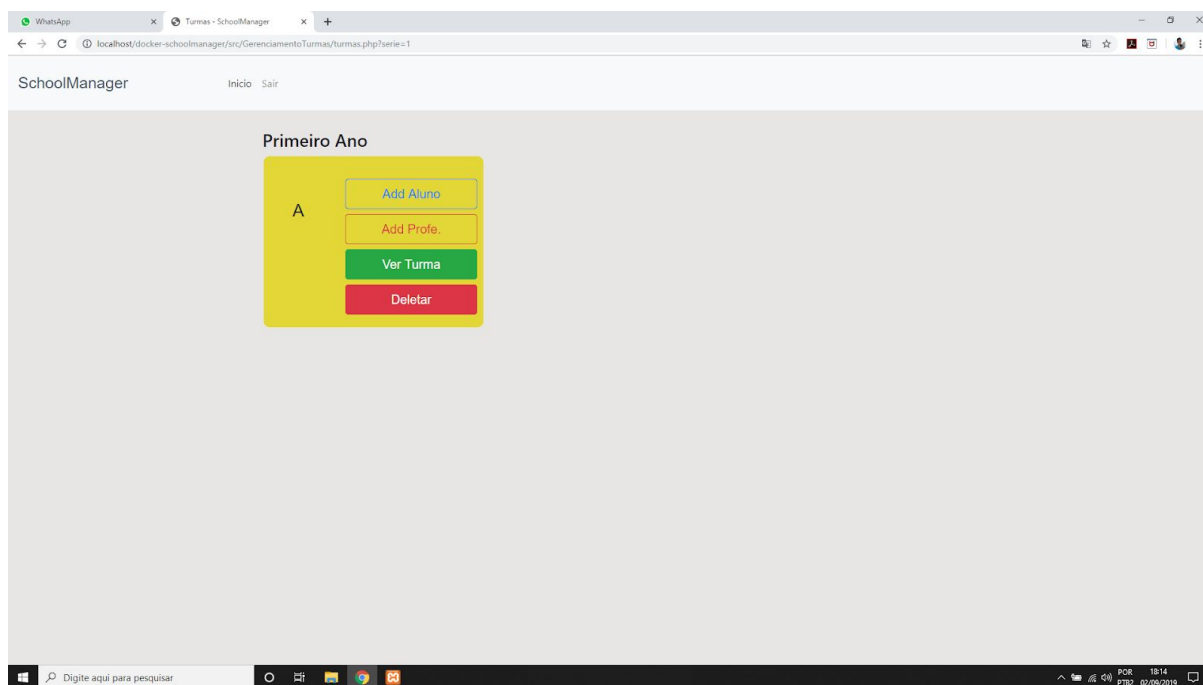 WhatsApp
Turmas - SchoolManager
localhost/docker-schoolmanager/src/GerenciamentoTurmas/turmas.php?serie=1
SchoolManager
Inicio Sair
Primeiro Ano
A
Add Aluno
Add Profe.
Ver Turma
Deletar
Digite aqui para pesquisar
POR 18:14
PTB2 02/09/2019